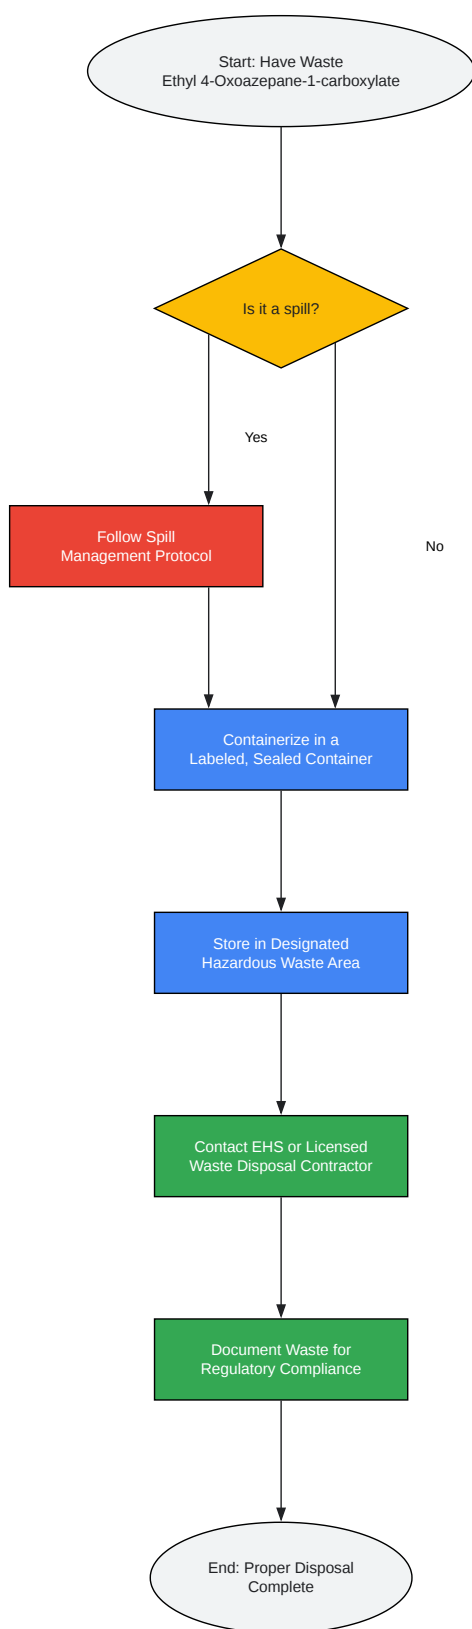 Start: Have Waste
Ethyl 4-Oxoazepane-1-carboxylate
Is it a spill?
Yes
Follow Spill
Management Protocol
No
Containerize in a
Labeled, Sealed Container
Store in Designated
Hazardous Waste Area
Contact EHS or Licensed
Waste Disposal Contractor
Document Waste for
Regulatory Compliance
End: Proper Disposal
Complete